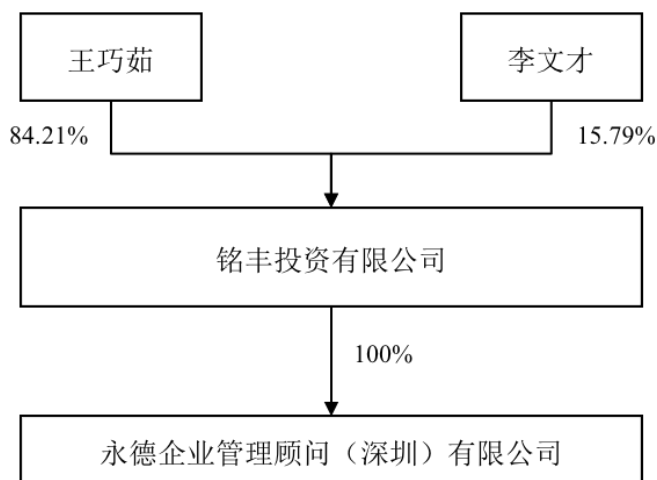 王巧茹
李文才
84.21%
15.79%
铭丰投资有限公司
100%
永德企业管理顾问（深圳）有限公司